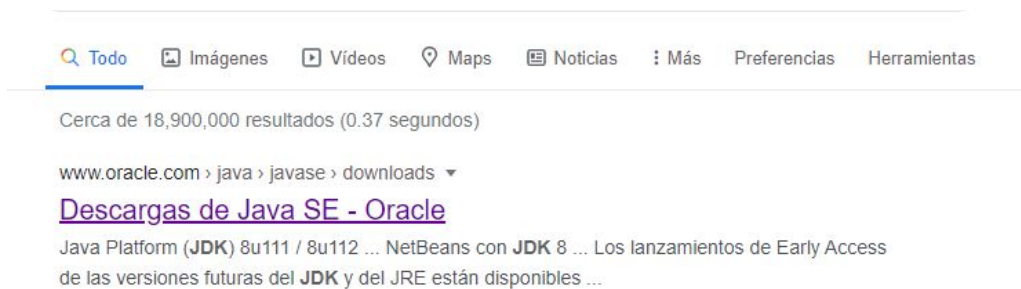 Todo Imágenes Vídeos Maps Noticias Más Preferencias Herramientas
Cerca de 18,900,000 resultados (0.37 segundos)
www.oracle.com › java › javase › downloads
Descargas de Java SE - Oracle
Java Platform (JDK) 8u111 / 8u112 ... NetBeans con JDK 8 ... Los lanzamientos de Early Access
de las versiones futuras del JDK y del JRE están disponibles ...